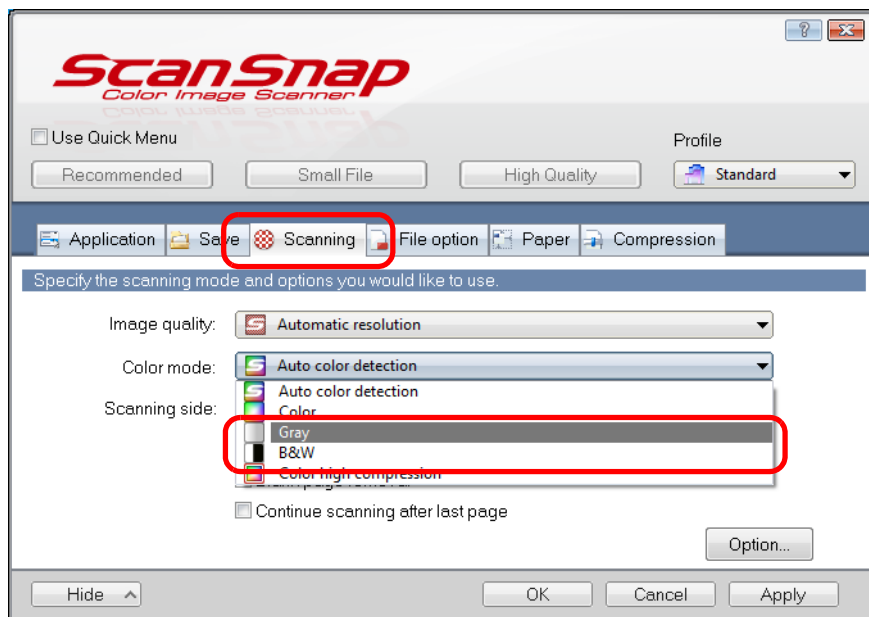 ScanSnap
Color Image Scanner
Use Quick Menu
Profile
Recommended
Small File
High Quality
Standard
Application
Save
Scanning
File option
Paper
Compression
Specify the scanning mode and options you would like to use.
Image quality:
Automatic resolution
Color mode:
Auto color detection
Auto color detection
Scanning side:
Color
Gray
B&W
Color high compression
Continue scanning after last page
Option...
Hide
OK
Cancel
Apply